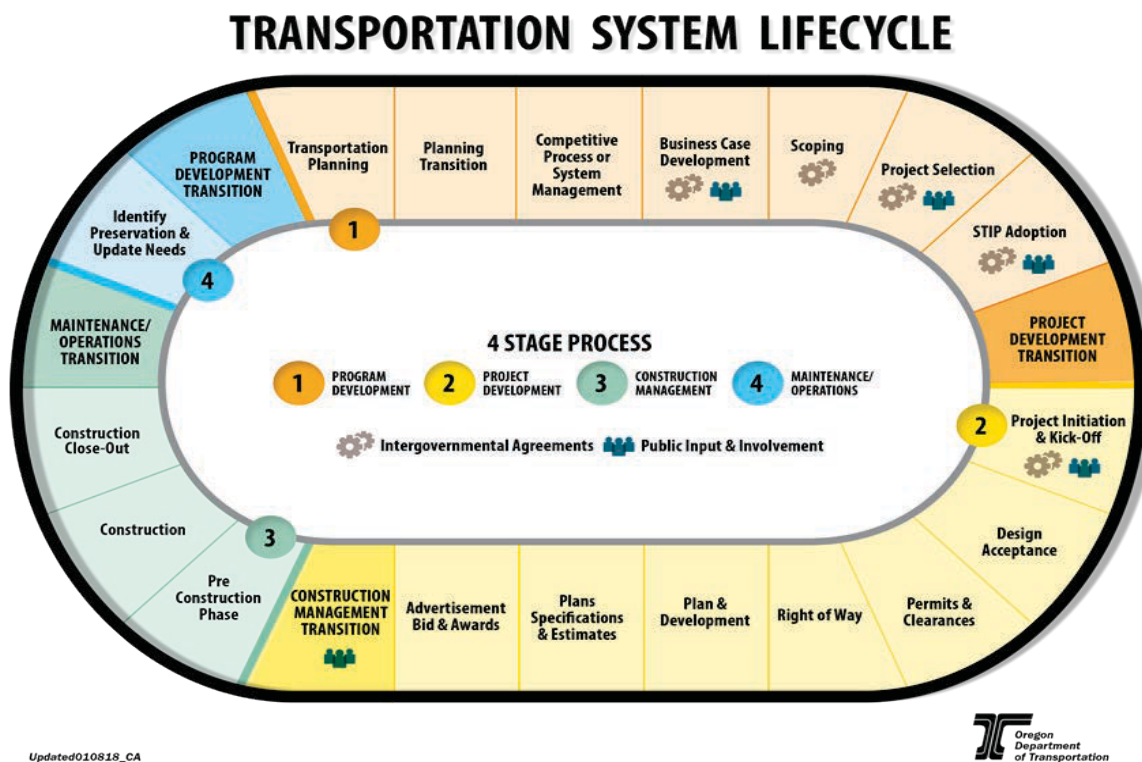 TRANSPORTATION SYSTEM LIFECYCLE
Transportation
Planning
Planning
Transition
Competitive
Process or
System
Management
Business Case
Development
Scoping
Project Selection
STIP Adoption
PROJECT
DEVELOPMENT
TRANSITION
2
Project Initiation
& Kick-Off
Design
Acceptance
Permits &
Clearances
Right of Way
Plan &
Development
Plans
Specifications
& Estimates
Advertisement
Bid & Awards
CONSTRUCTION
MANAGEMENT
TRANSITION
3
Pre
Construction
Phase
Construction
Construction
Close-Out
MAINTENANCE/
OPERATIONS
TRANSITION
4
Identify
Preservation &
Update Needs
PROGRAM
DEVELOPMENT
TRANSITION
1
4 STAGE PROCESS
1 PROGRAM
DEVELOPMENT
2 PROJECT
DEVELOPMENT
3 CONSTRUCTION
MANAGEMENT
4 MAINTENANCE/
OPERATIONS
Intergovernmental Agreements
Public Input & Involvement
Updated010818_CA
Oregon
Department
of Transportation